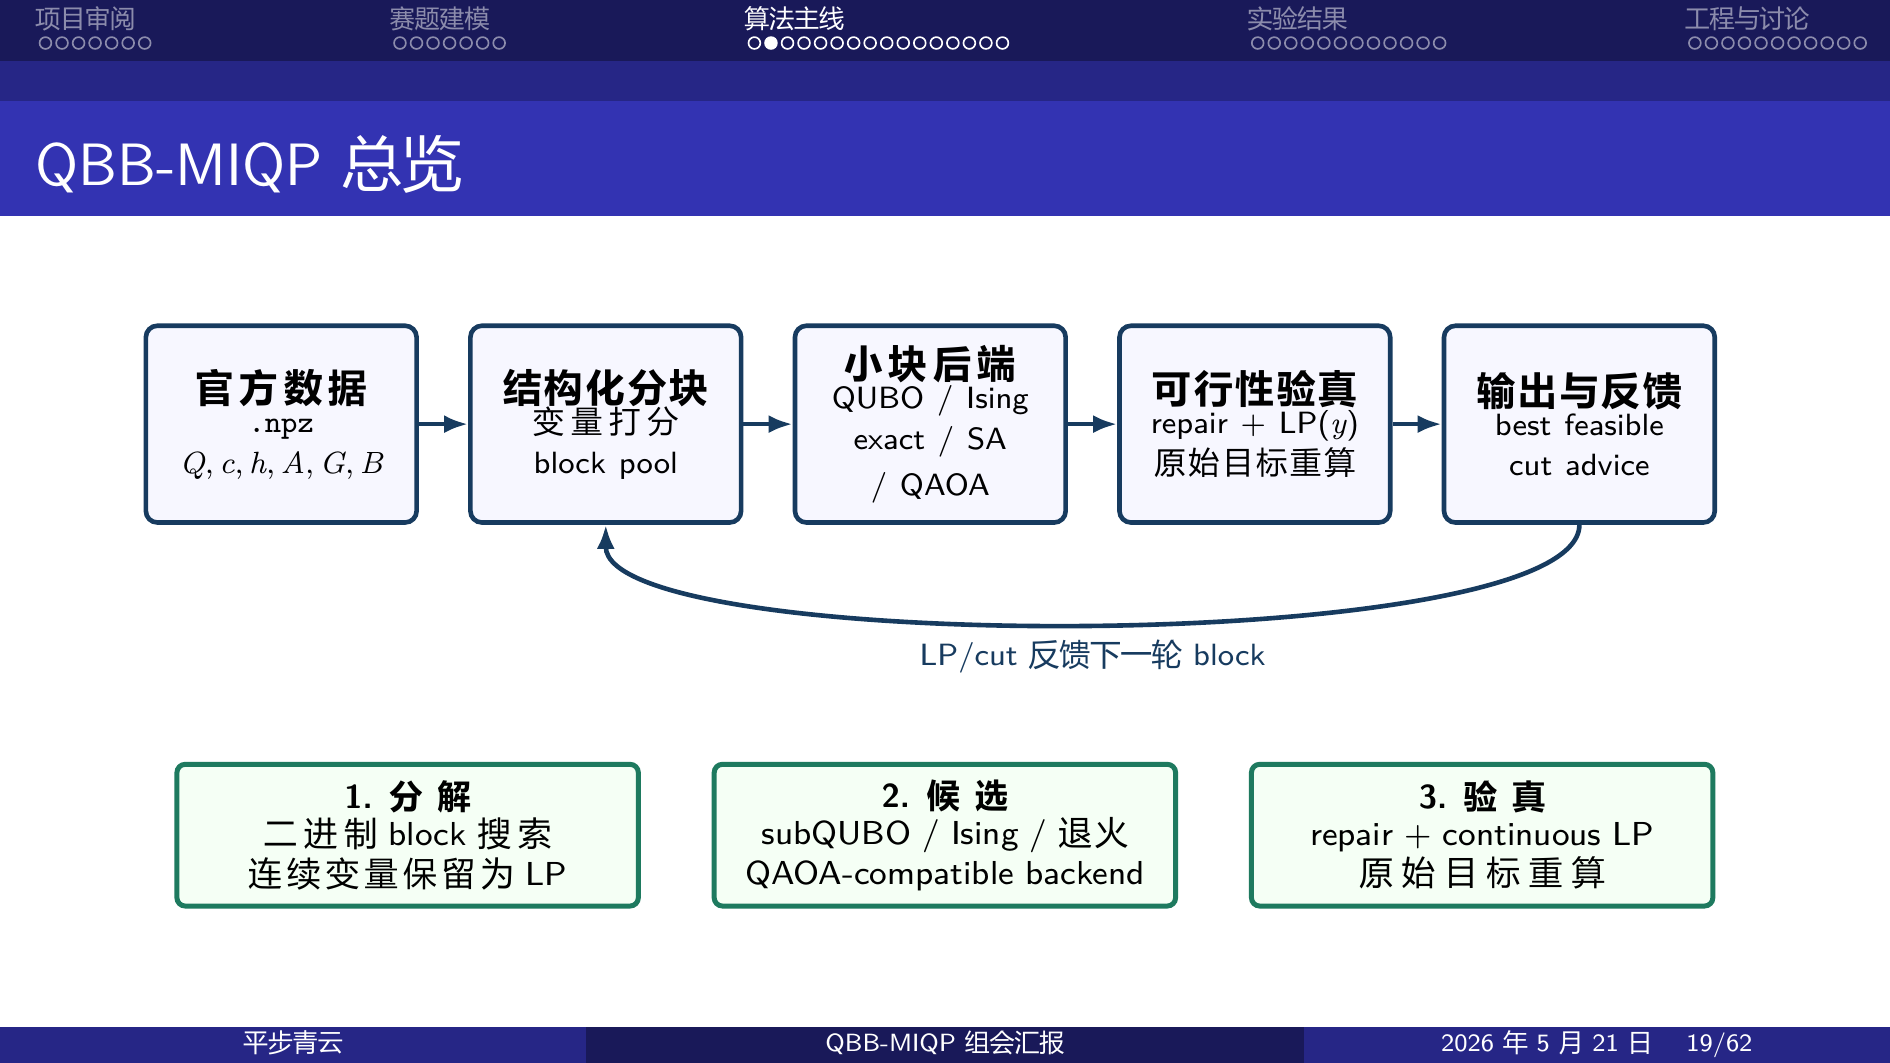 项目审阅
赛题建模
算法主线
实验结果
工程与讨论
QBB-MIQP 总览
官方数据
.npz
Q, c, h, A, G, B
结构化分块
变量打分
block pool
小块后端
QUBO / Ising
exact / SA
/ QAOA
可行性验真
repair + LP(y)
原始目标重算
输出与反馈
best feasible
cut advice
LP/cut 反馈下一轮 block
1. 分解
二进制 block 搜索
连续变量保留为 LP
2. 候选
subQUBO / Ising / 退火
QAOA-compatible backend
3. 验真
repair + continuous LP
原始目标重算
平步青云
QBB-MIQP 组会汇报
2026 年 5 月 21 日
19/62